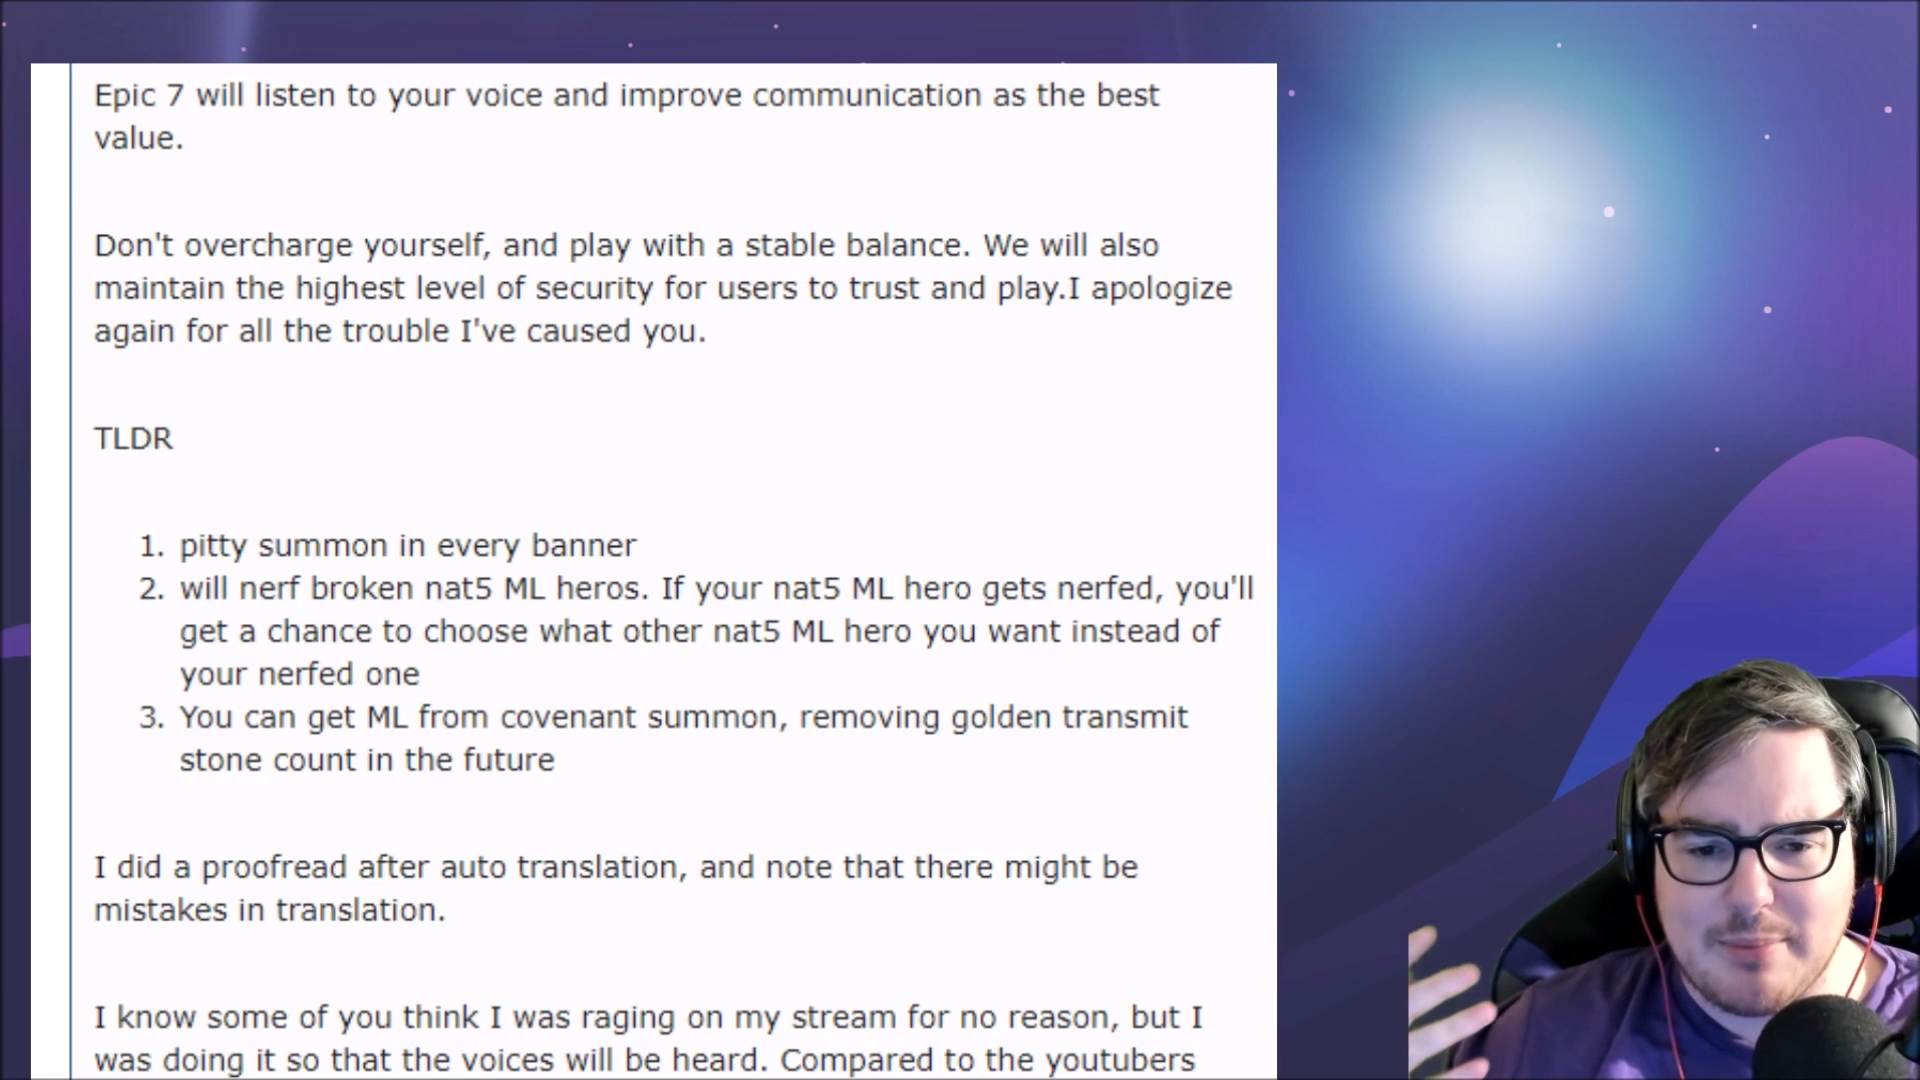 Epic 7 will listen to your voice and improve communication as the best
value.
Don't overcharge yourself, and play with a stable balance. We will also
maintain the highest level of security for users to trust and play.I apologize
again for all the trouble I've caused you.
TLDR
1. pitty summon in every banner
2. will nerf broken nat5 ML heros. If your nat5 ML hero gets nerfed, you'll
get a chance to choose what other nat5 ML hero you want instead of
your nerfed one
3. You can get ML from covenant summon, removing golden transmit
stone count in the future
I did a proofread after auto translation, and note that there might be
mistakes in translation.
I know some of you think I was raging on my stream for no reason, but I
was doing it so that the voices will be heard. Compared to the youtubers